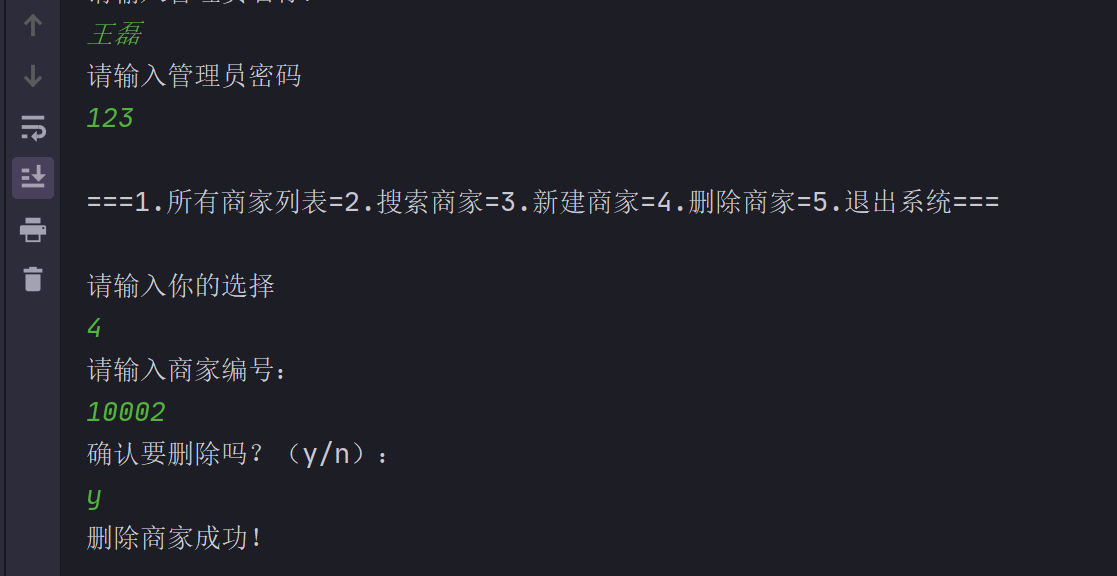 王磊
请输入管理员密码
123
===1.所有商家列表=2.搜索商家=3.新建商家=4.删除商家=5.退出系统===
请输入你的选择
4
请输入商家编号：
10002
确认要删除吗？（y/n）：
y
删除商家成功！